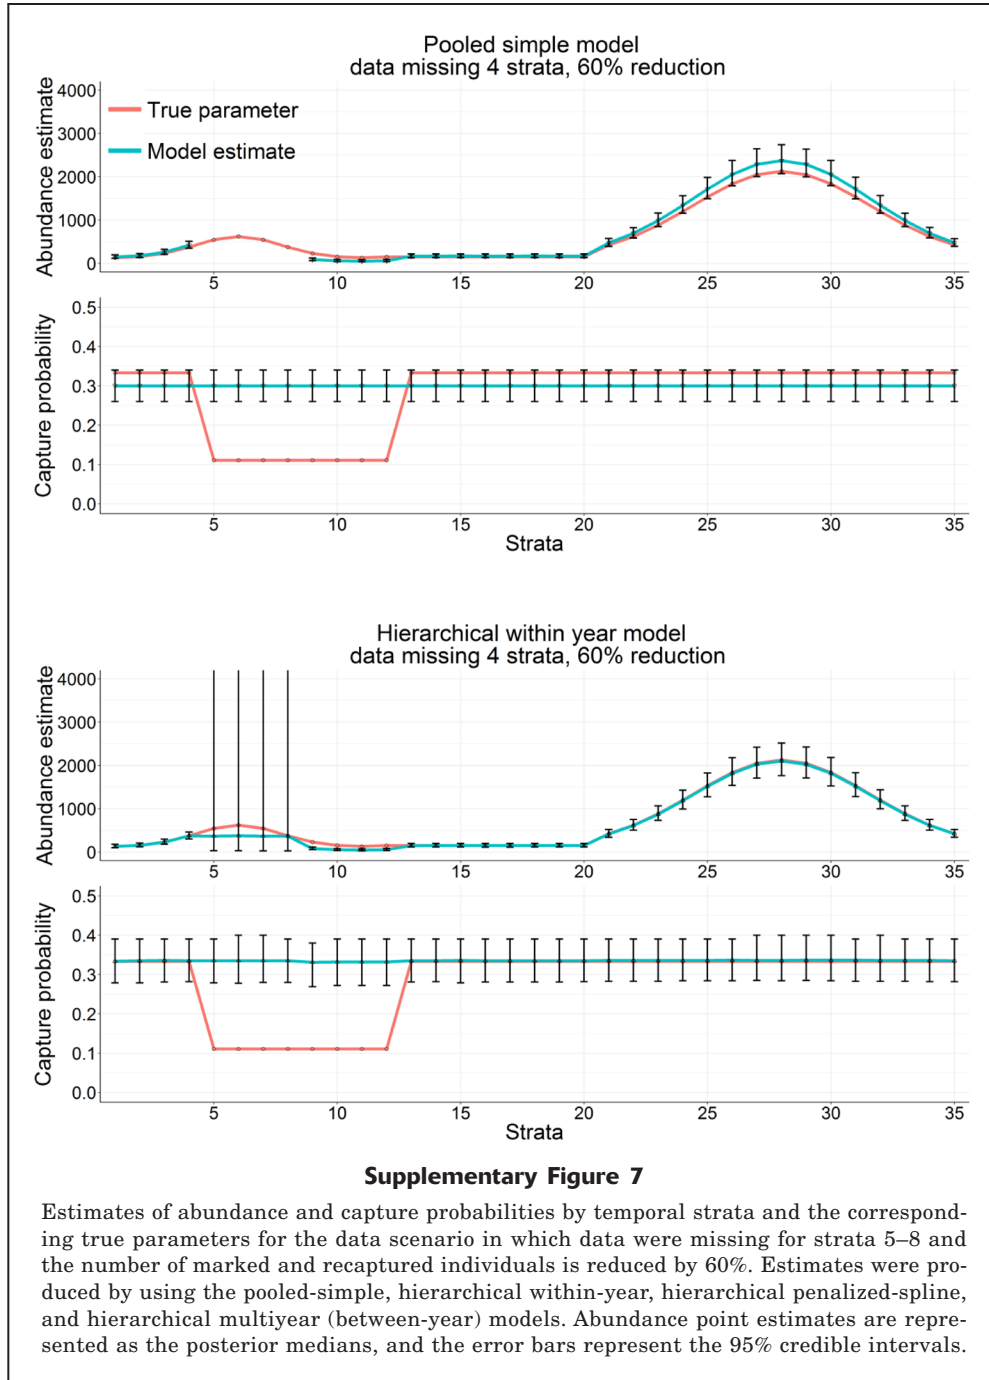 Pooled simple model
data missing 4 strata, 60% reduction
Abundance estimate
4000
3000
2000
1000
0
True parameter
Model estimate
5
10
15
20
25
30
35
Capture probability
0.5
0.4
0.3
0.2
0.1
0.0
5
10
15
20
25
30
35
Strata
Hierarchical within year model
data missing 4 strata, 60% reduction
Abundance estimate
4000
3000
2000
1000
0
5
10
15
20
25
30
35
Capture probability
0.5
0.4
0.3
0.2
0.1
0.0
5
10
15
20
25
30
35
Strata
Supplementary Figure 7
Estimates of abundance and capture probabilities by temporal strata and the correspond-
ing true parameters for the data scenario in which data were missing for strata 5–8 and
the number of marked and recaptured individuals is reduced by 60%. Estimates were pro-
duced by using the pooled-simple, hierarchical within-year, hierarchical penalized-spline,
and hierarchical multiyear (between-year) models. Abundance point estimates are repre-
sented as the posterior medians, and the error bars represent the 95% credible intervals.